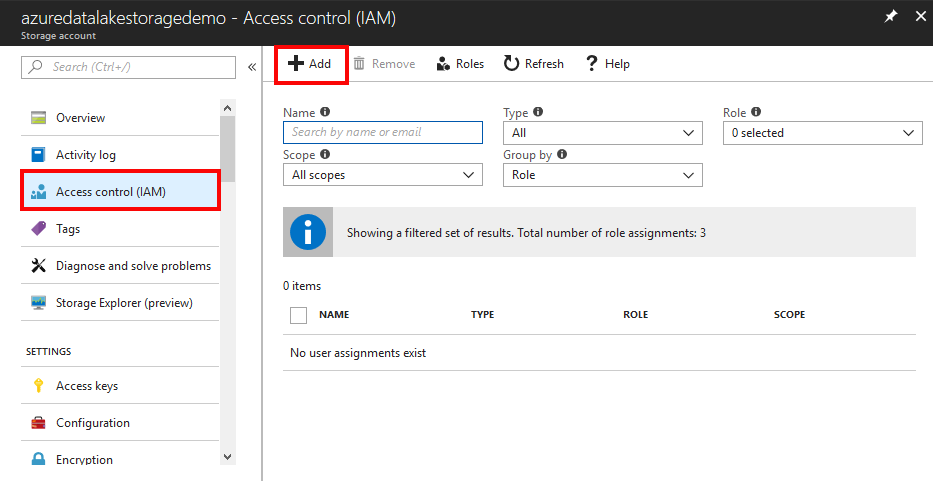 azuredatalakestoragedemo - Access control (IAM)
Storage account
Search (Ctrl+/)
Overview
Activity log
Access control (IAM)
Tags
Diagnose and solve problems
Storage Explorer (preview)
SETTINGS
Access keys
Configuration
Encryption
Add Remove Roles Refresh Help
Name Type Role
Search by name or email All 0 selected
Scope Group by
All scopes Role
Showing a filtered set of results. Total number of role assignments: 3
0 items
NAME TYPE ROLE SCOPE
No user assignments exist